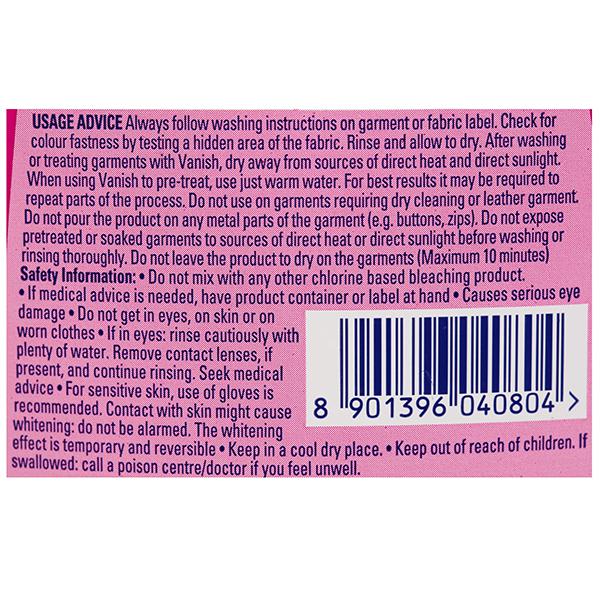 USAGE ADVICE Always follow washing instructions on garment or fabric label. Check for
colour fastness by testing a hidden area of the fabric. Rinse and allow to dry. After washing
or treating garments with Vanish, dry away from sources of direct heat and direct sunlight.
When using Vanish to pre-treat, use just warm water. For best results it may be required to
repeat parts of the process. Do not use on garments requiring dry cleaning or leather garment.
Do not pour the product on any metal parts of the garment (e.g. buttons, zips). Do not expose
pretreated or soaked garments to sources of direct heat or direct sunlight before washing or
rinsing thoroughly. Do not leave the product to dry on the garments (Maximum 10 minutes)
Safety Information: • Do not mix with any other chlorine based bleaching product.
• If medical advice is needed, have product container or label at hand • Causes serious eye
damage • Do not get in eyes, on skin or on
worn clothes • If in eyes: rinse cautiously with
plenty of water. Remove contact lenses, if
present, and continue rinsing. Seek medical
advice • For sensitive skin, use of gloves is
recommended. Contact with skin might cause
whitening: do not be alarmed. The whitening
effect is temporary and reversible • Keep in a cool dry place. • Keep out of reach of children. If
swallowed: call a poison centre/doctor if you feel unwell.
8 901396 040804 >